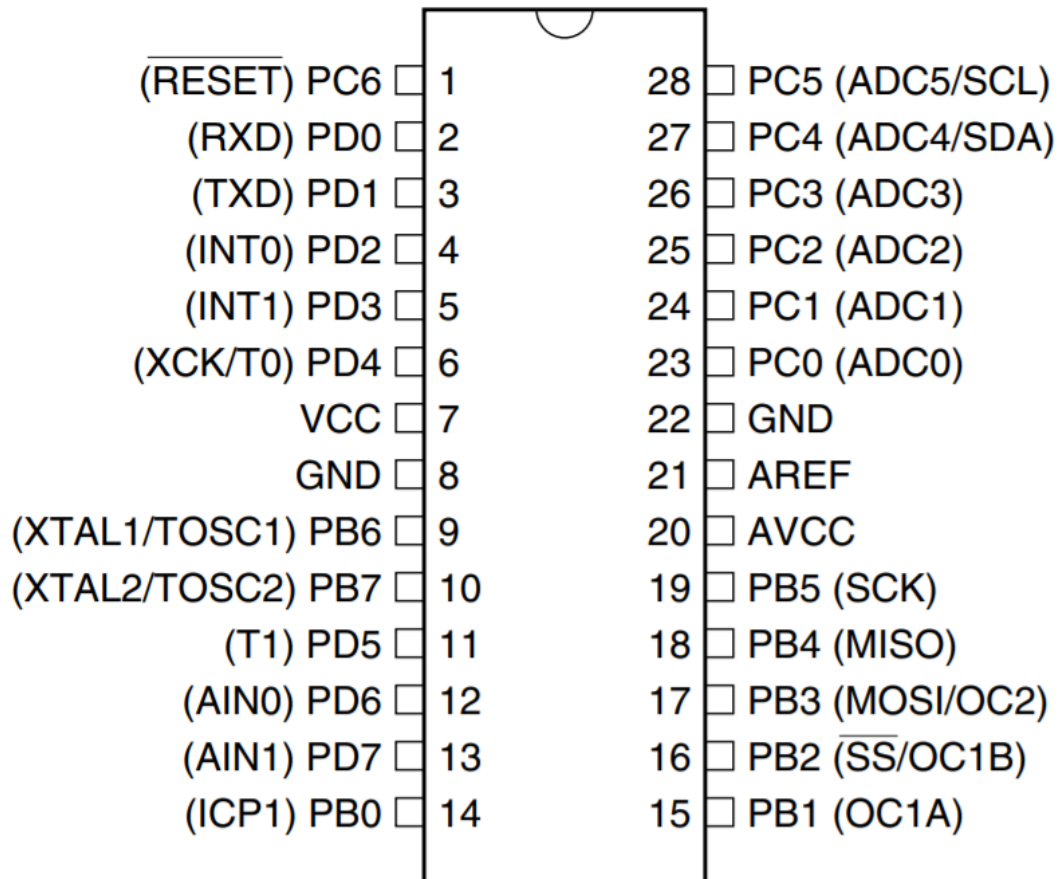 (RESET) PC6 1 28 PC5 (ADC5/SCL)
(RXD) PD0 2 27 PC4 (ADC4/SDA)
(TXD) PD1 3 26 PC3 (ADC3)
(INT0) PD2 4 25 PC2 (ADC2)
(INT1) PD3 5 24 PC1 (ADC1)
(XCK/T0) PD4 6 23 PC0 (ADC0)
VCC 7 22 GND
GND 8 21 AREF
(XTAL1/TOSC1) PB6 9 20 AVCC
(XTAL2/TOSC2) PB7 10 19 PB5 (SCK)
(T1) PD5 11 18 PB4 (MISO)
(AIN0) PD6 12 17 PB3 (MOSI/OC2)
(AIN1) PD7 13 16 PB2 (SS/OC1B)
(ICP1) PB0 14 15 PB1 (OC1A)